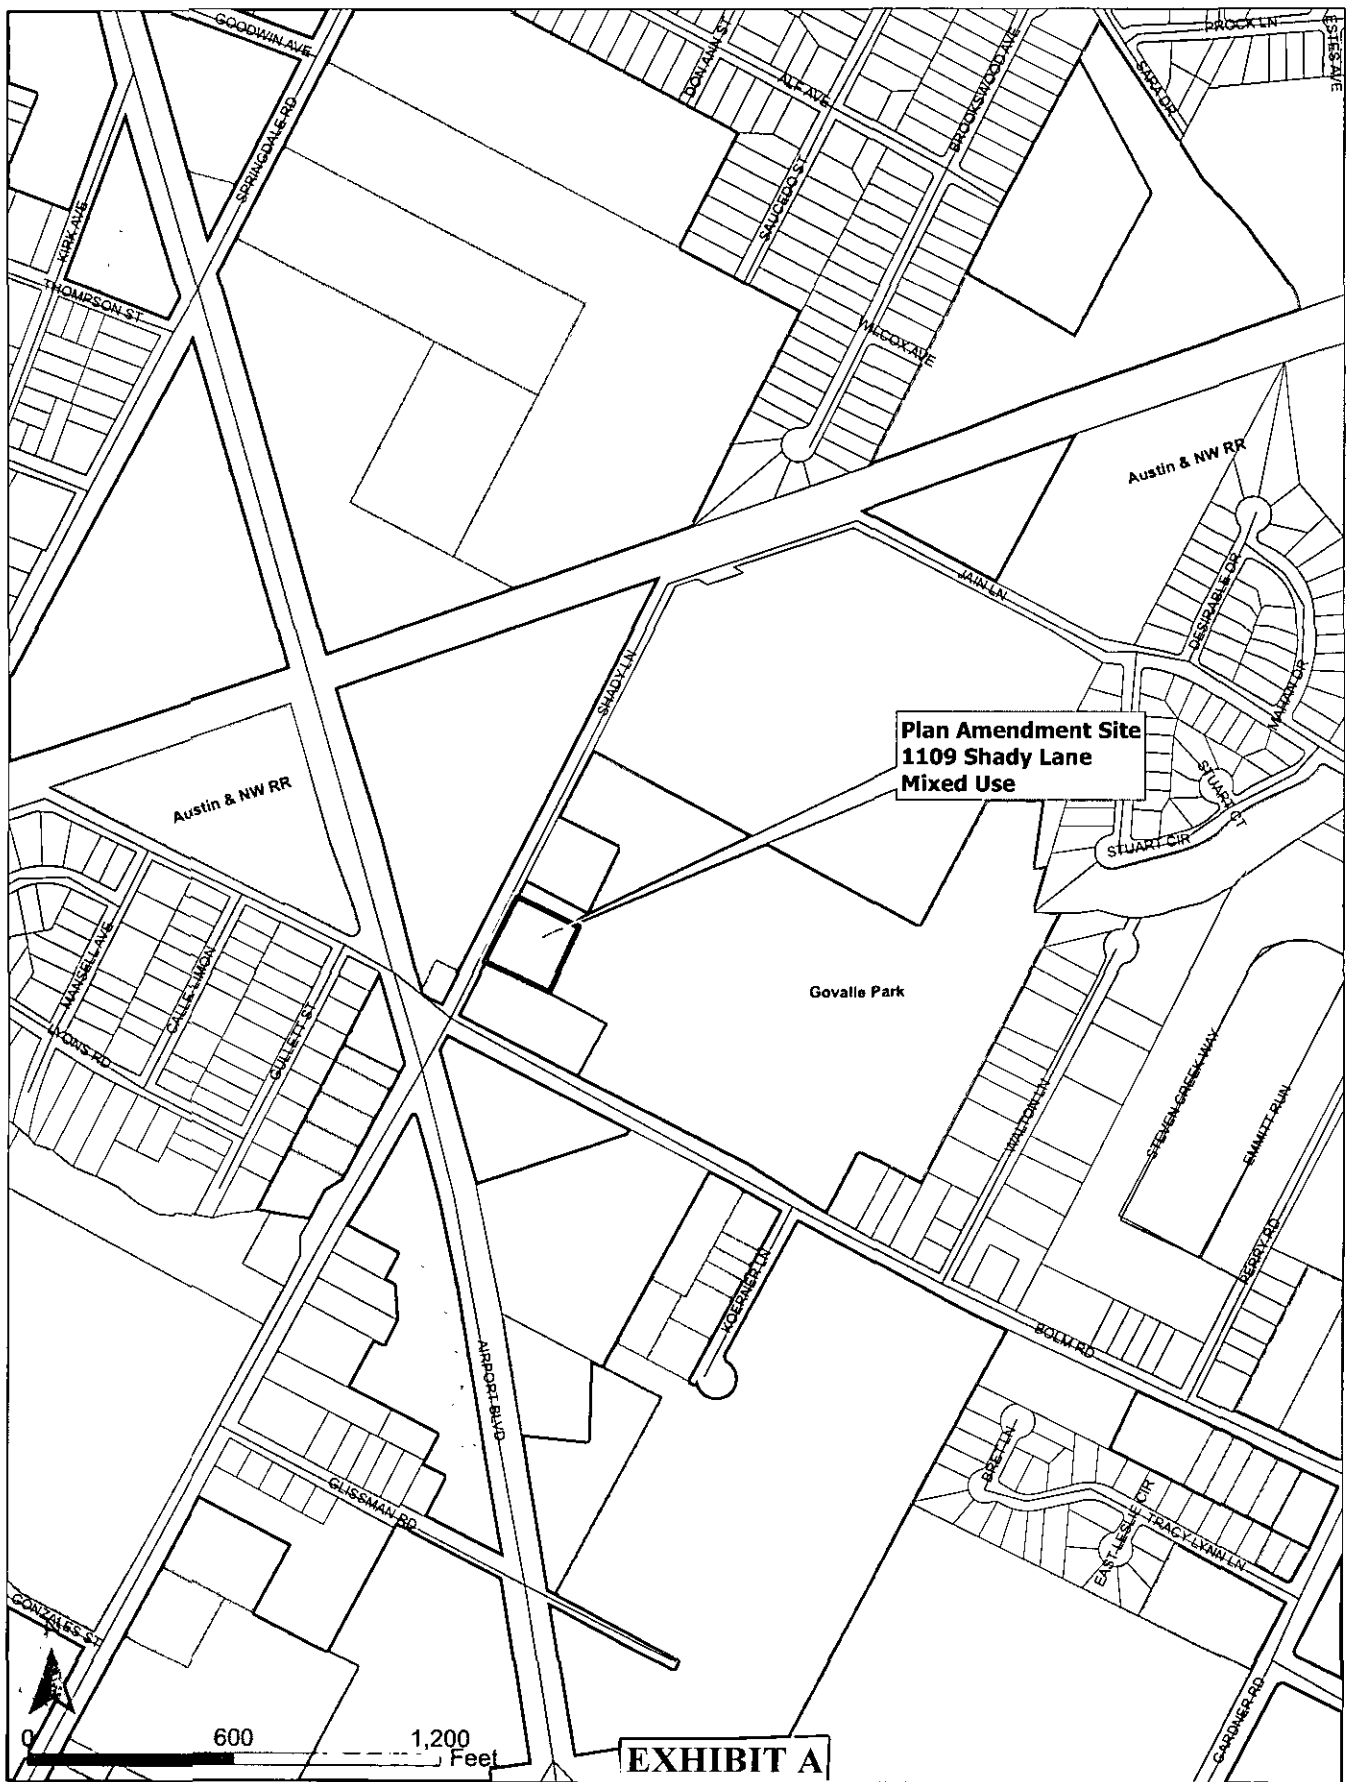 GOODWIN AVE
DON ANN ST
PROCK LN
ESTES AVE
SARA DR
ALF AVE
BROOKSWOOD AVE
SPRINGDALE RD
SAUCEDO ST
KIRK AVE
THOMPSON ST
WILCOX AVE
Austin & NW RR
JAIN LN
DESIRABLE DR
SHADY LN
MAHAN DR
Plan Amendment Site
1109 Shady Lane
Mixed Use
STUART CT
Austin & NW RR
STUART CIR
MANSELL AVE
CALLE LIMON
Govalle Park
GULLETT ST
LYONS RD
STEVEN CREEK WAY
WALTON LN
EMMITT RUN
PERRY RD
KOERNER LN
BOLM RD
AIRPORT BLVD
BRET LN
GLISSMAN RD
EAST LESLIE CIR
TRACY LYNN LN
GONZALES ST
GARDNER RD
0 600 1,200
Feet
EXHIBIT A